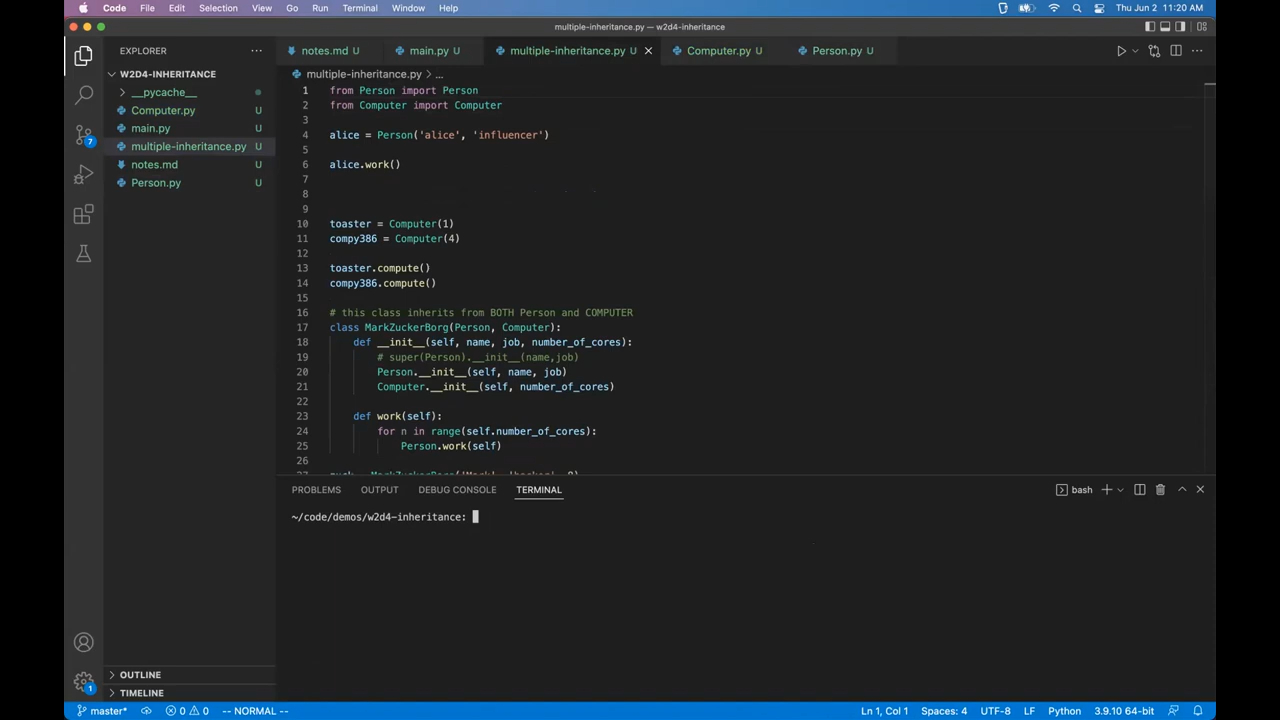 Code File Edit Selection View Go Run Terminal Window Help Thu Jun 2 11:20 AM
multiple-inheritance.py — w2d4-inheritance
EXPLORER
notes.md U main.py U multiple-inheritance.py U Computer.py U Person.py U
W2D4-INHERITANCE
multiple-inheritance.py > ...
__pycache__
Computer.py U
main.py U
multiple-inheritance.py U
notes.md U
Person.py U
7
1 from Person import Person
2 from Computer import Computer
3
4 alice = Person('alice', 'influencer')
5
6 alice.work()
7
8
9
10 toaster = Computer(1)
11 compy386 = Computer(4)
12
13 toaster.compute()
14 compy386.compute()
15
16 # this class inherits from BOTH Person and COMPUTER
17 class MarkZuckerBorg(Person, Computer):
18 def __init__(self, name, job, number_of_cores):
19 # super(Person).__init__(name,job)
20 Person.__init__(self, name, job)
21 Computer.__init__(self, number_of_cores)
22
23 def work(self):
24 for n in range(self.number_of_cores):
25 Person.work(self)
26
PROBLEMS OUTPUT DEBUG CONSOLE TERMINAL bash
~/code/demos/w2d4-inheritance:
OUTLINE
1
TIMELINE
master* 0 0 -- NORMAL -- Ln 1, Col 1 Spaces: 4 UTF-8 LF Python 3.9.10 64-bit